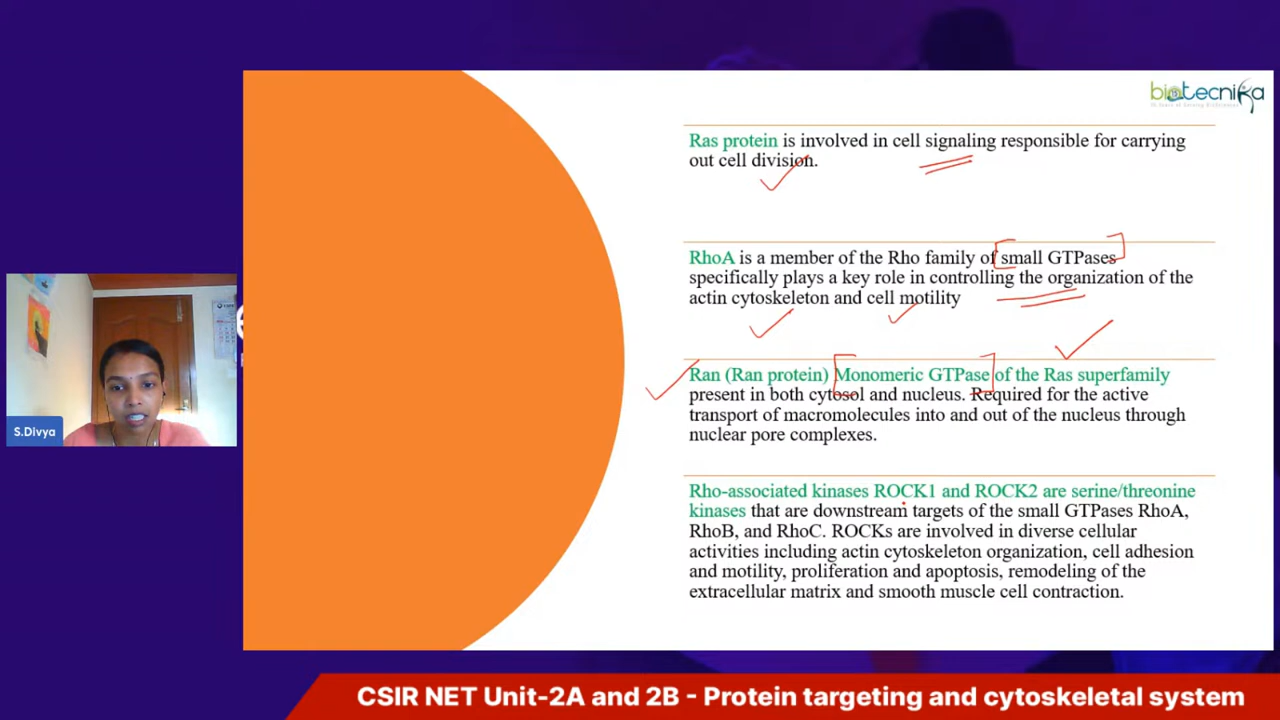 biotecnika
Ras protein is involved in cell signaling responsible for carrying
out cell division.
RhoA is a member of the Rho family of small GTPases
specifically plays a key role in controlling the organization of the
actin cytoskeleton and cell motility
Ran (Ran protein) Monomeric GTPase of the Ras superfamily
present in both cytosol and nucleus. Required for the active
transport of macromolecules into and out of the nucleus through
nuclear pore complexes.
Rho-associated kinases ROCK1 and ROCK2 are serine/threonine
kinases that are downstream targets of the small GTPases RhoA,
RhoB, and RhoC. ROCKs are involved in diverse cellular
activities including actin cytoskeleton organization, cell adhesion
and motility, proliferation and apoptosis, remodeling of the
extracellular matrix and smooth muscle cell contraction.
S.Divya
CSIR NET Unit-2A and 2B - Protein targeting and cytoskeletal system